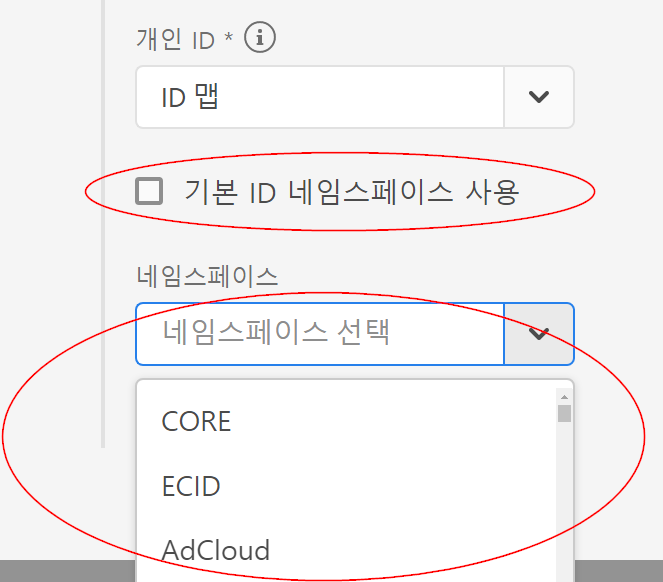 개인 ID *
ID 맵
기본 ID 네임스페이스 사용
네임스페이스
네임스페이스 선택
CORE
ECID
AdCloud